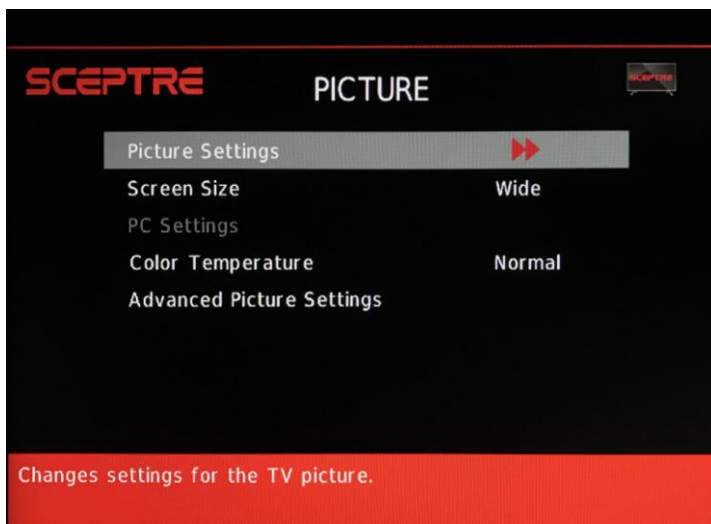 SCEPTRE
PICTURE
SCEPTRE
Picture Settings
Screen Size Wide
PC Settings
Color Temperature Normal
Advanced Picture Settings
Changes settings for the TV picture.